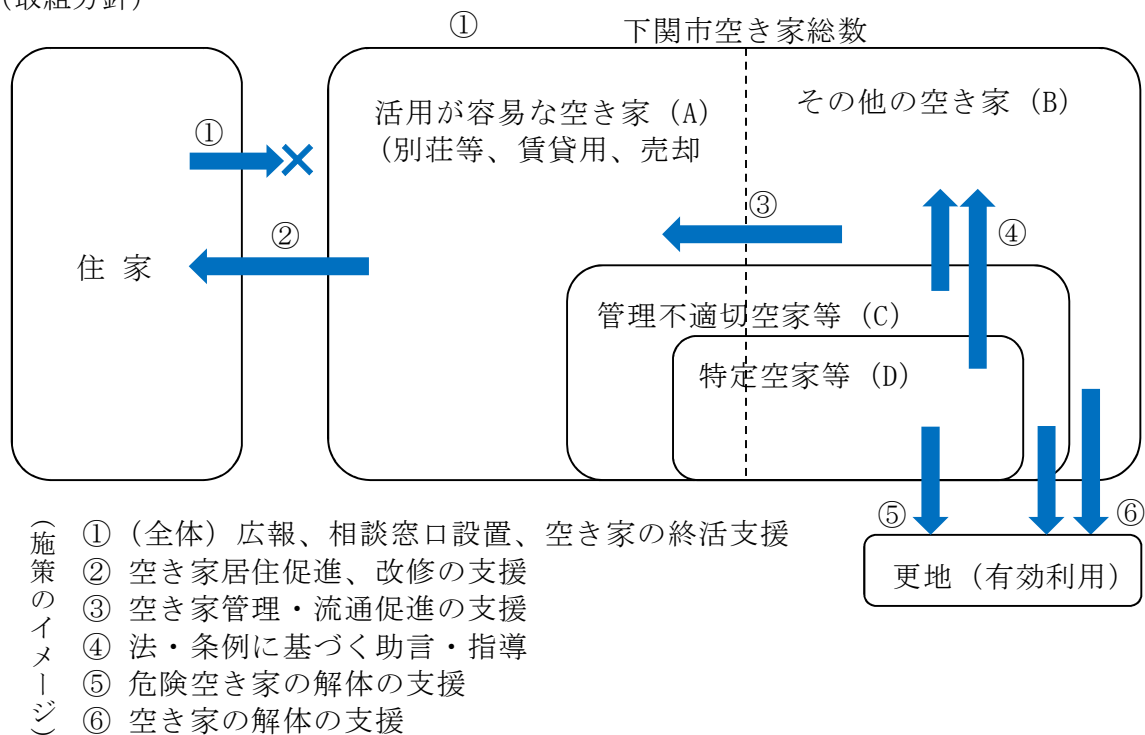 (取組方針)
①
下関市空き家総数
活用が容易な空き家 (A)
(別荘等、賃貸用、売却
その他の空き家 (B)
①
②
③
④
住 家
管理不適切空家等 (C)
特定空家等 (D)
⑤
⑥
更地 (有効利用)
(施策のイメージ)
① (全体) 広報、相談窓口設置、空き家の終活支援
② 空き家居住促進、改修の支援
③ 空き家管理・流通促進の支援
④ 法・条例に基づく助言・指導
⑤ 危険空き家の解体の支援
⑥ 空き家の解体の支援